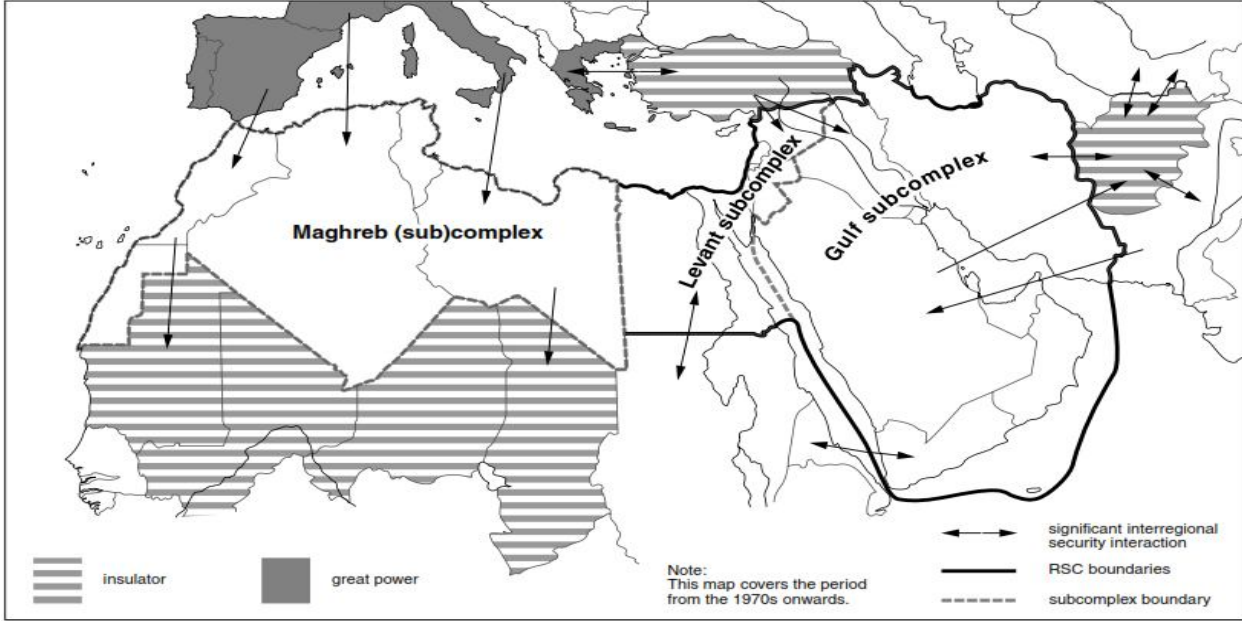 Maghreb (sub)complex
Levant subcomplex
Gulf subcomplex
insulator
great power
Note:
This map covers the period
from the 1970s onwards.
significant interregional
security interaction
RSC boundaries
subcomplex boundary